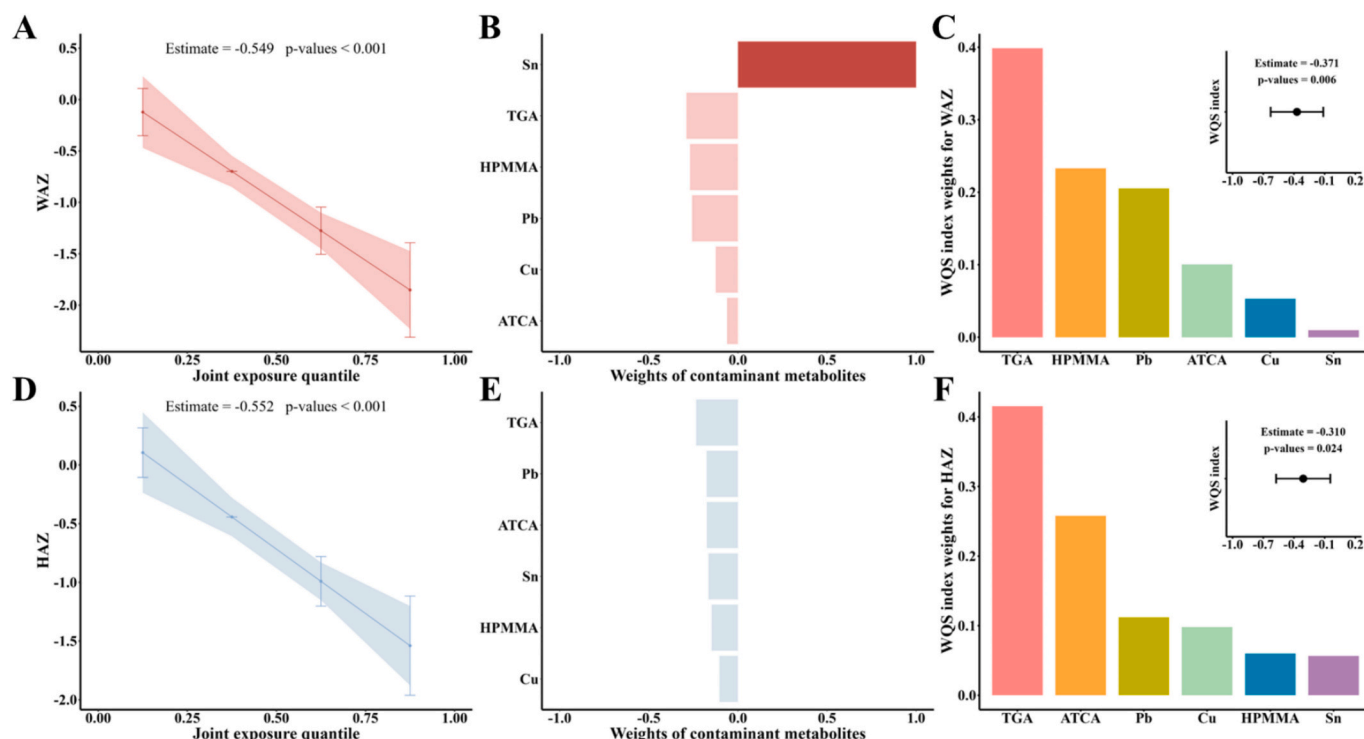 A
Estimate = -0.549 p-values < 0.001
WAZ
0.5
0.0
-0.5
-1.0
-1.5
-2.0
0.00 0.25 0.50 0.75 1.00
Joint exposure quantile
B
Sn
TGA
HPMMA
Pb
Cu
ATCA
-1.0 -0.5 0.0 0.5 1.0
Weights of contaminant metabolites
C
WQS index weights for WAZ
0.4
0.3
0.2
0.1
0.0
TGA HPMMA Pb ATCA Cu Sn
Estimate = -0.371
p-values = 0.006
WQS index
-1.0 -0.7 -0.4 -0.1 0.2
D
Estimate = -0.552 p-values < 0.001
HAZ
0.5
0.0
-0.5
-1.0
-1.5
-2.0
0.00 0.25 0.50 0.75 1.00
Joint exposure quantile
E
TGA
Pb
ATCA
Sn
HPMMA
Cu
-1.0 -0.5 0.0 0.5 1.0
Weights of contaminant metabolites
F
WQS index weights for HAZ
0.4
0.3
0.2
0.1
0.0
TGA ATCA Pb Cu HPMMA Sn
Estimate = -0.310
p-values = 0.024
WQS index
-1.0 -0.7 -0.4 -0.1 0.2